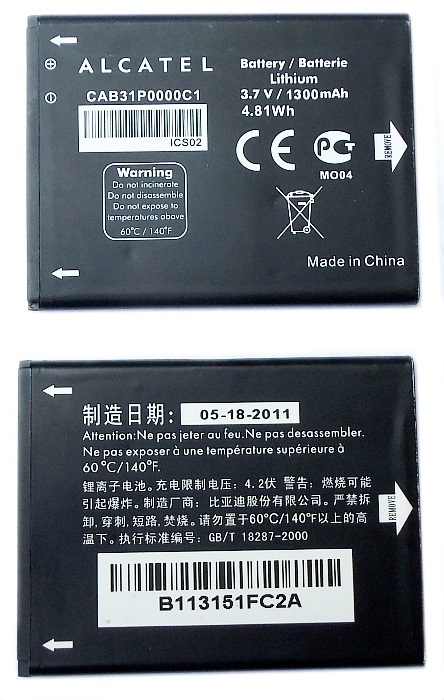 ALCATEL
Battery / Batterie
Lithium
3.7 V / 1300mAh
4.81Wh
CAB31P0000C1
ICS02
MO04
REMOVE
Warning
Do not incinerate
Do not disassemble
Do not expose to
temperatures above
60°C / 140°F
Made in China
制造日期: 05-18-2011
Attention:Ne pas jeter au feu.Ne pas desassembler.
Ne pas exposer à une température supérieure à
60°C/140°F.
锂离子电池。充电限制电压: 4.2伏 警告: 燃烧可能
引起爆炸。制造厂商: 比亚迪股份有限公司。严禁拆
卸,穿刺,短路,焚烧。请勿置于60°C/140°F以上的高
温下。执行标准编号: GB/T 18287-2000
REMOVE
B113151FC2A